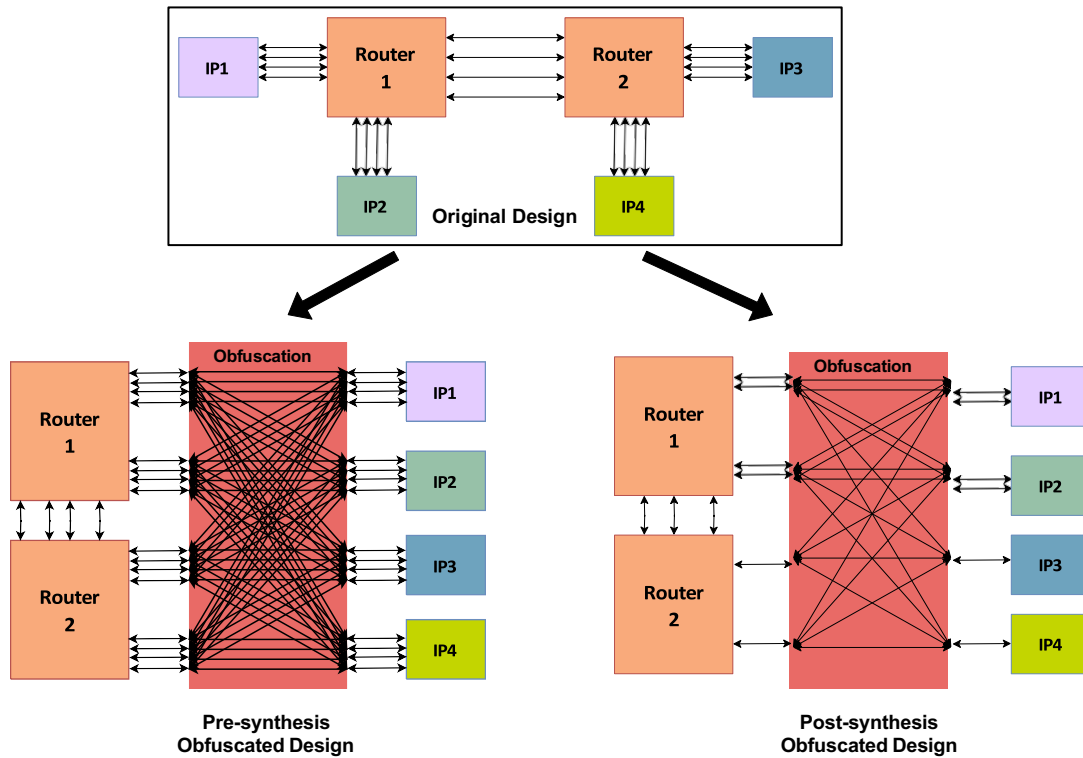 IP1
Router
1
Router
2
IP3
IP2
IP4
Original Design
Obfuscation
Router
1
IP1
IP2
Router
2
IP3
IP4
Pre-synthesis
Obfuscated Design
Obfuscation
Router
1
IP1
IP2
Router
2
IP3
IP4
Post-synthesis
Obfuscated Design